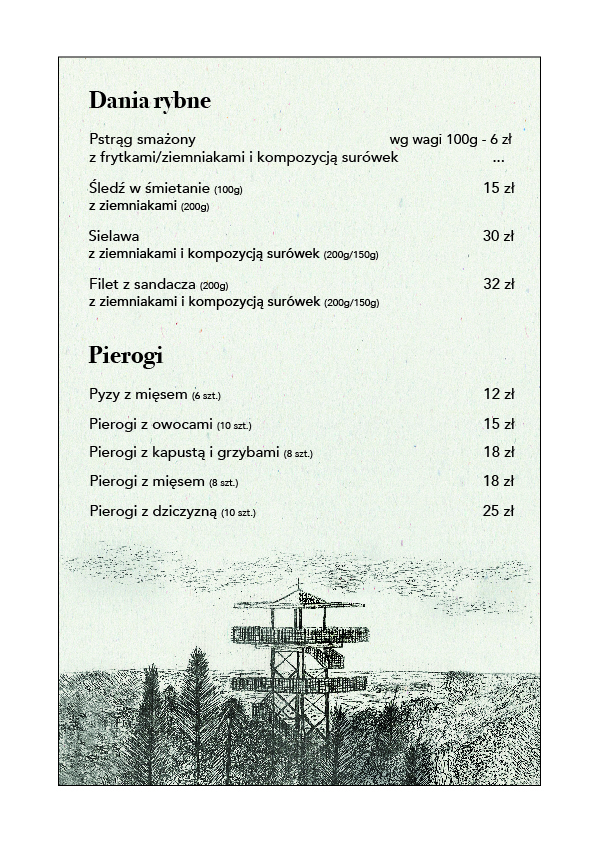 Dania rybne
Pstrąg smażony wg wagi 100g - 6 zł
z frytkami/ziemniakami i kompozycją surówek ...
Śledź w śmietanie (100g) 15 zł
z ziemniakami (200g)
Sielawa 30 zł
z ziemniakami i kompozycją surówek (200g/150g)
Filet z sandacza (200g) 32 zł
z ziemniakami i kompozycją surówek (200g/150g)
Pierogi
Pyzy z mięsem (6 szt.) 12 zł
Pierogi z owocami (10 szt.) 15 zł
Pierogi z kapustą i grzybami (8 szt.) 18 zł
Pierogi z mięsem (8 szt.) 18 zł
Pierogi z dziczyzną (10 szt.) 25 zł